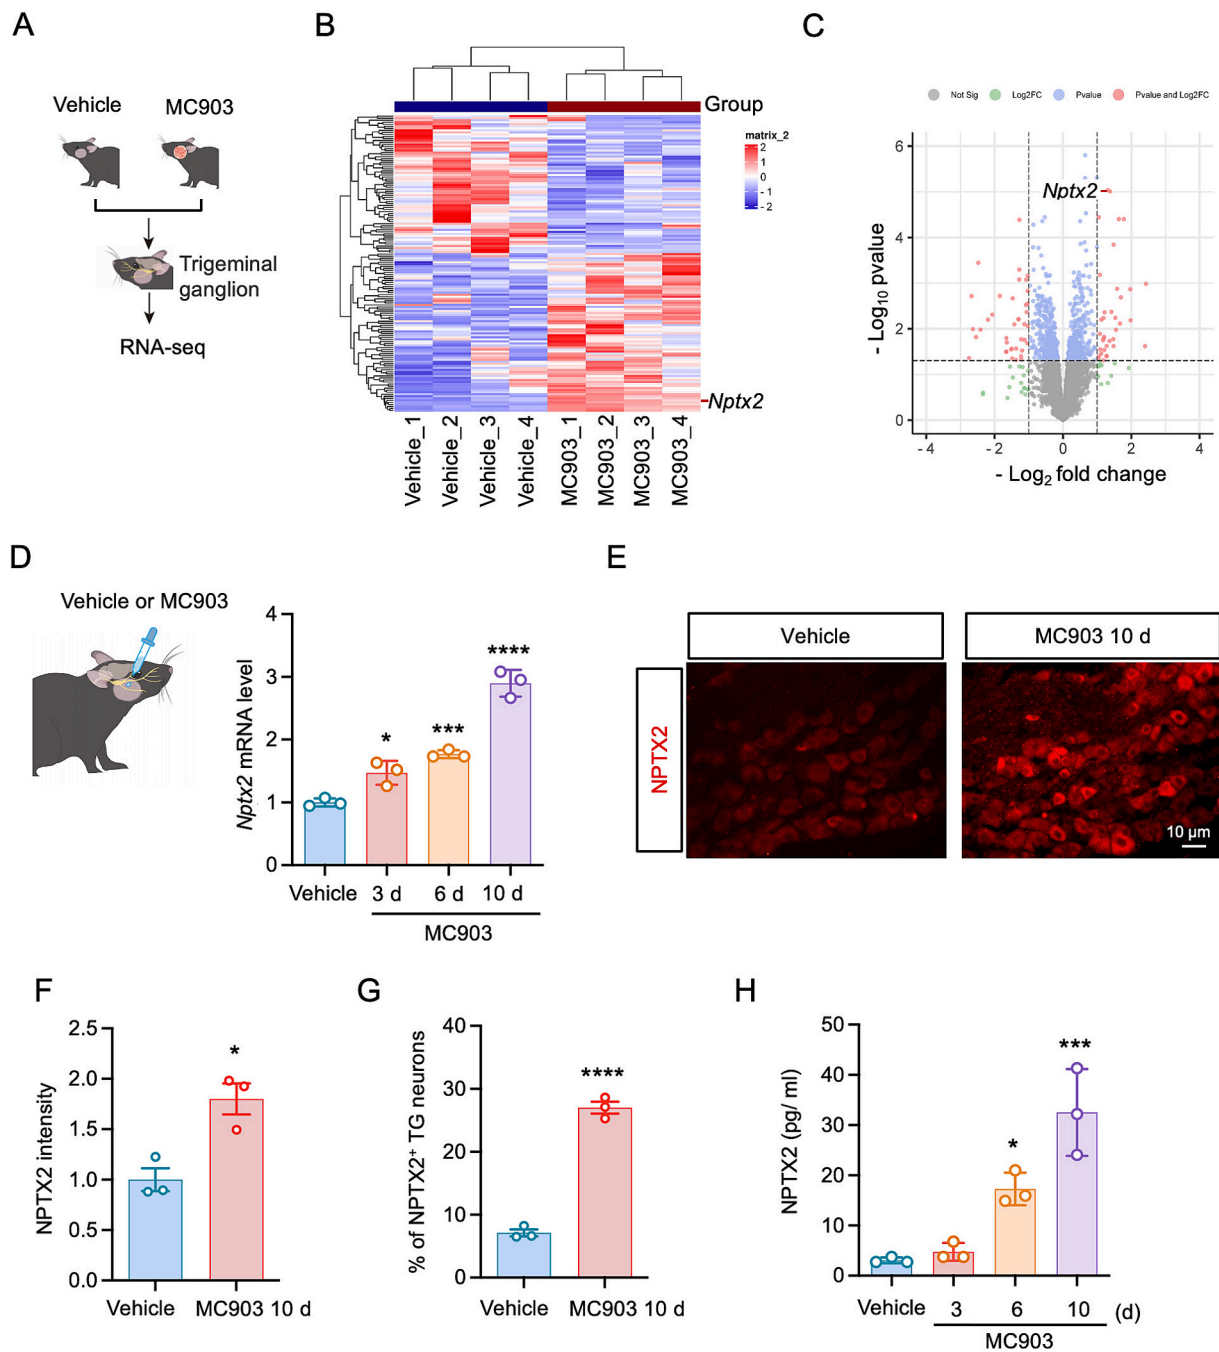 A
Vehicle
MC903
Trigeminal
ganglion
RNA-seq
B
Group
matrix_2
2
1
0
-1
-2
Nptx2
Vehicle_1
Vehicle_2
Vehicle_3
Vehicle_4
MC903_1
MC903_2
MC903_3
MC903_4
C
Not Sig
Log2FC
Pvalue
Pvalue and Log2FC
Nptx2
- Log10 pvalue
6
4
2
0
-4
-2
0
2
4
- Log2 fold change
D
Vehicle or MC903
Nptx2 mRNA level
4
3
2
1
0
*
***
****
Vehicle
3 d
6 d
10 d
MC903
E
Vehicle
MC903 10 d
NPTX2
10 µm
F
NPTX2 intensity
2.5
2.0
1.5
1.0
0.5
0.0
*
Vehicle
MC903 10 d
G
% of NPTX2+ TG neurons
40
30
20
10
0
****
Vehicle
MC903 10 d
H
NPTX2 (pg/ ml)
50
40
30
20
10
0
*
***
Vehicle
3
6
10
(d)
MC903